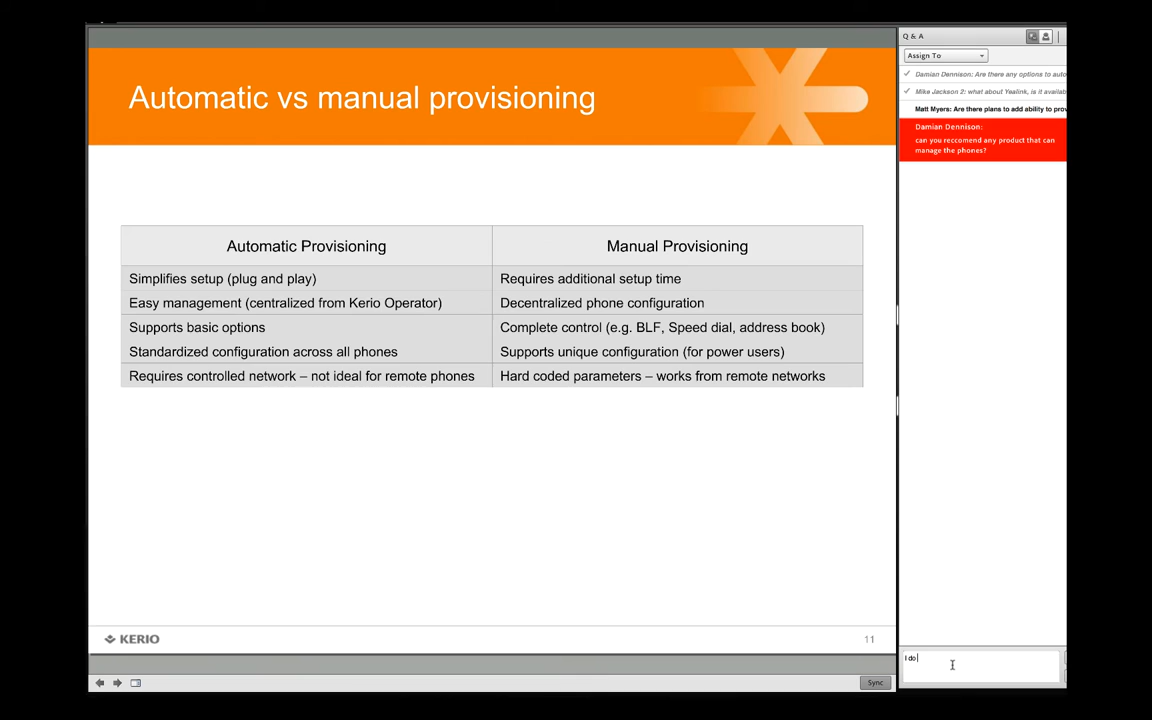 Automatic vs manual provisioning
Automatic Provisioning
Manual Provisioning
Simplifies setup (plug and play)
Requires additional setup time
Easy management (centralized from Kerio Operator)
Decentralized phone configuration
Supports basic options
Complete control (e.g. BLF, Speed dial, address book)
Standardized configuration across all phones
Supports unique configuration (for power users)
Requires controlled network – not ideal for remote phones
Hard coded parameters – works from remote networks
KERIO
11
Sync
Q & A
Assign To
Damian Dennison: Are there any options to auto
Mike Jackson 2: what about Yealink, is it availab
Matt Myers: Are there plans to add ability to prov
Damian Dennison:
can you reccomend any product that can
manage the phones?
I do